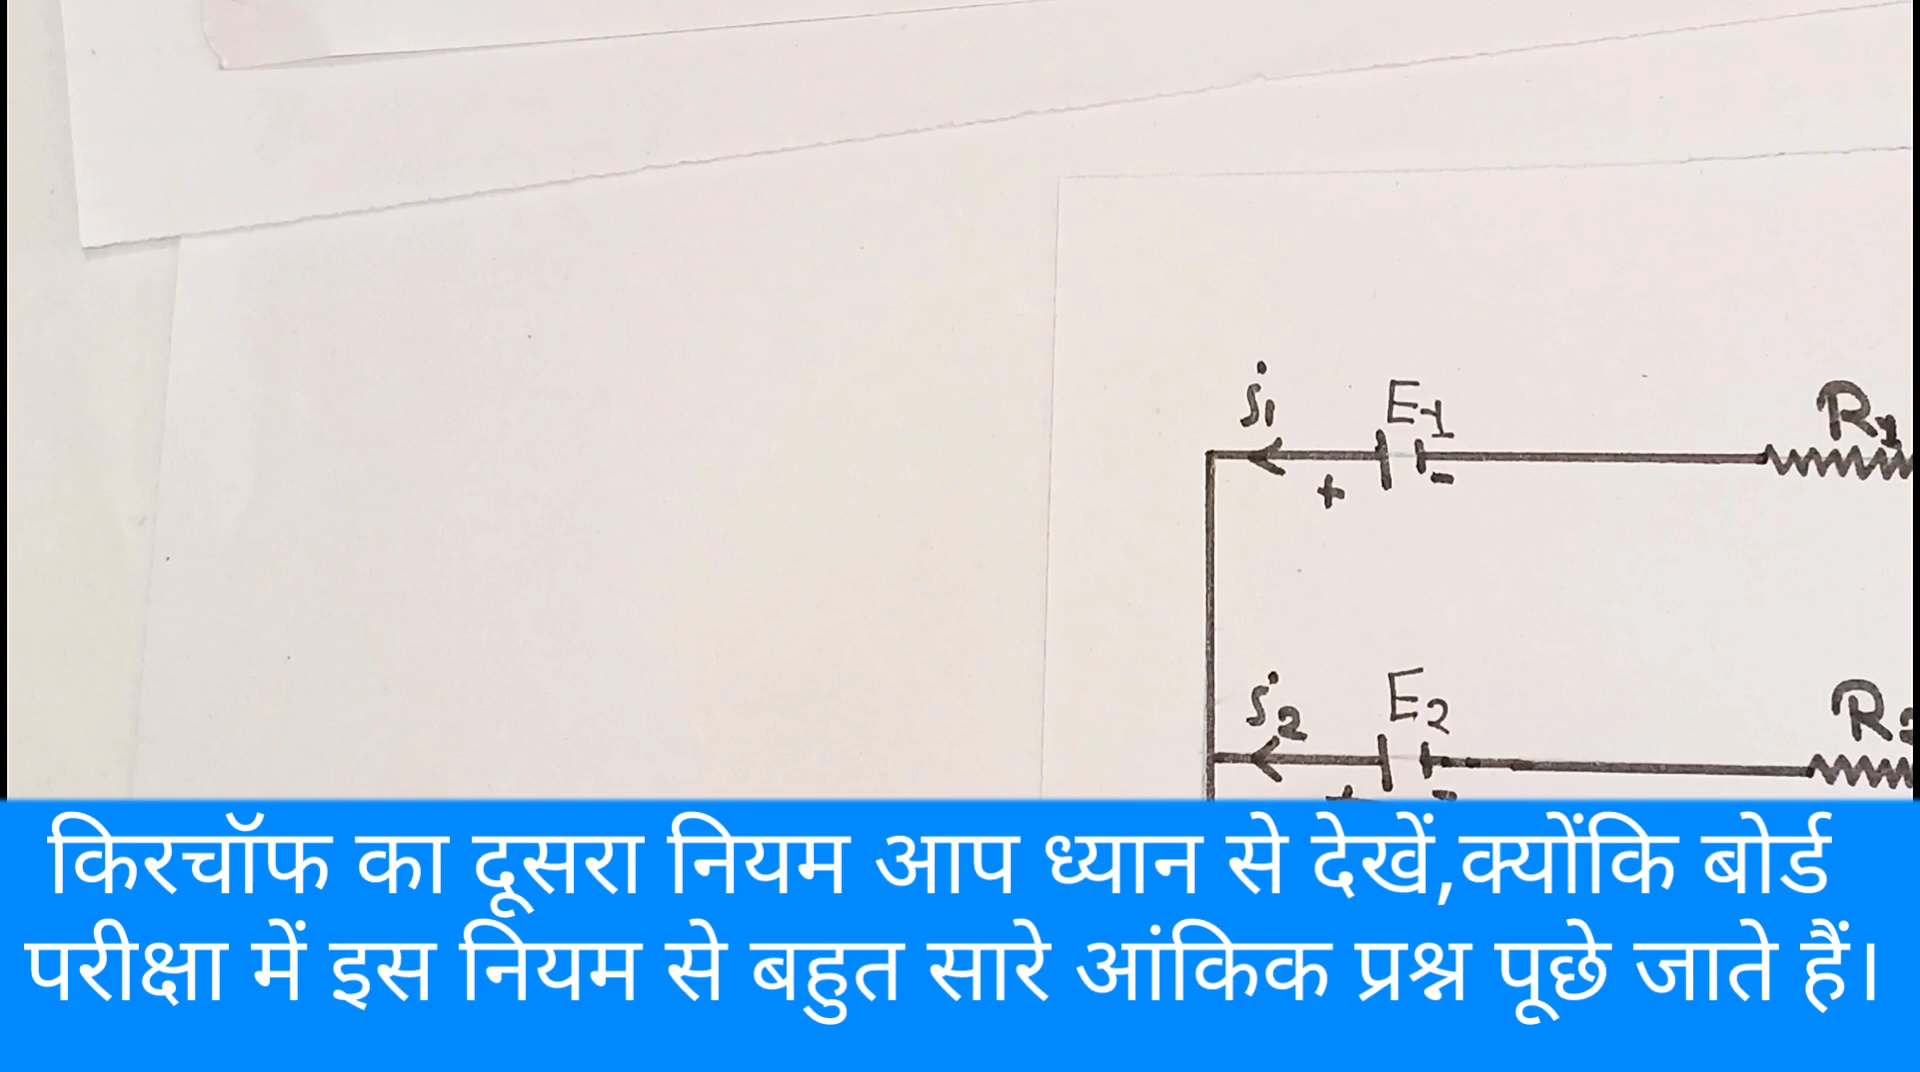 i₁ E1 R1
+ -
i2 E2 R2
+ -
किरचॉफ का दूसरा नियम आप ध्यान से देखें,क्योंकि बोर्ड
परीक्षा में इस नियम से बहुत सारे आंकिक प्रश्न पूछे जाते हैं।